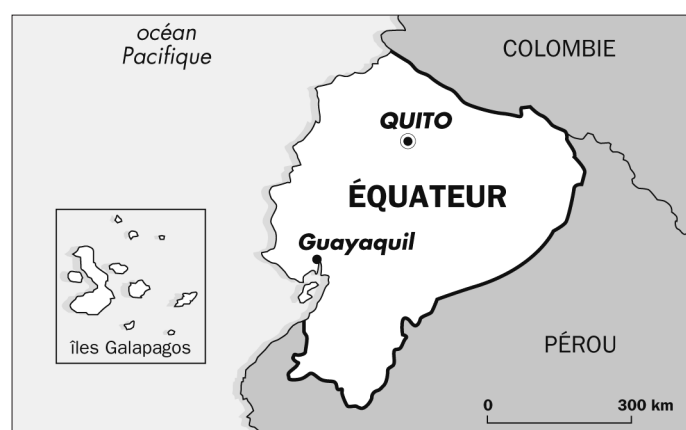 océan
Pacifique
COLOMBIE
QUITO
ÉQUATEUR
Guayaquil
îles Galapagos
PÉROU
0 300 km